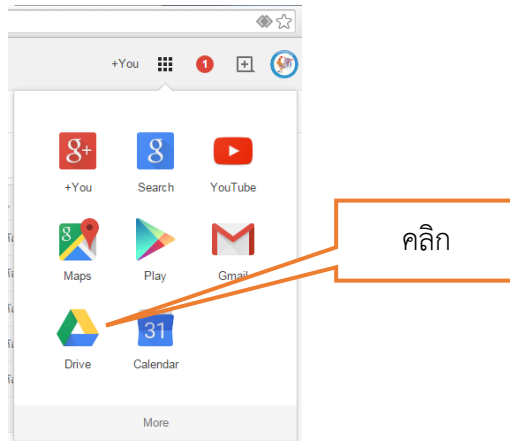 +You 1
g+ g
+You Search YouTube
คลิก
g
Maps Play Gmail
31
Drive Calendar
More